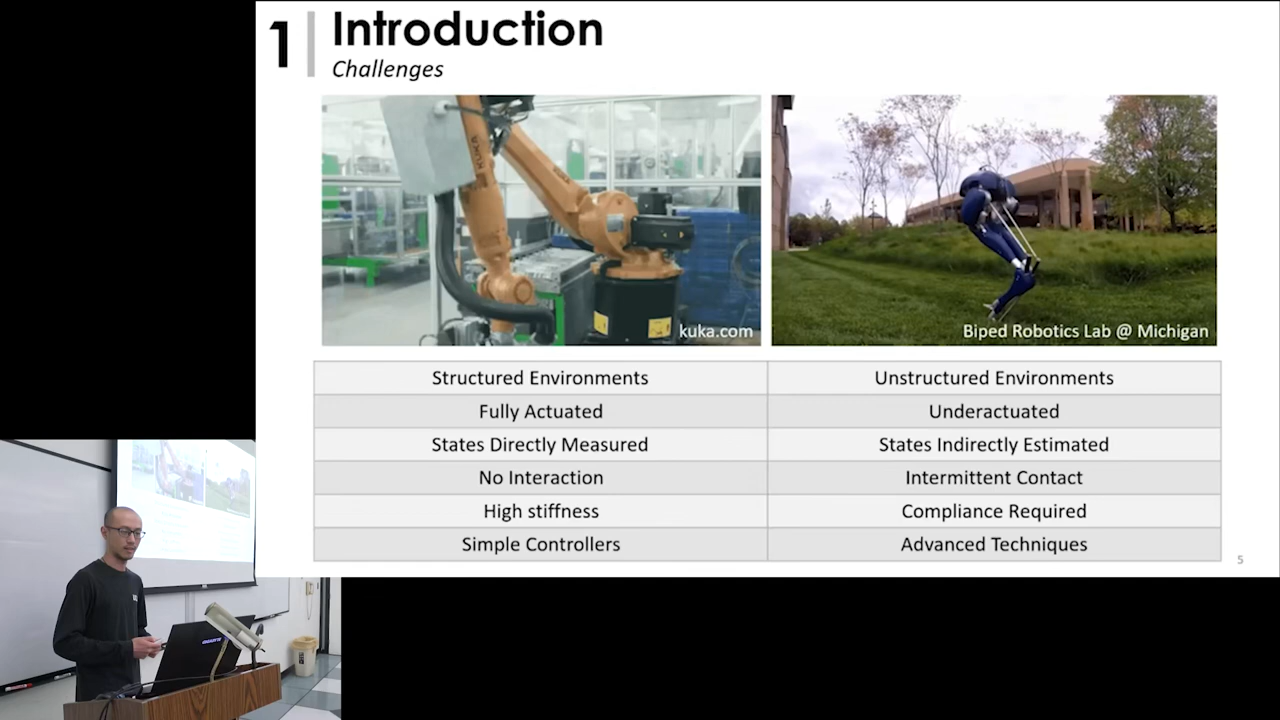 1
Introduction
Challenges
KUKA
kuka.com
Biped Robotics Lab @ Michigan
Structured Environments
Unstructured Environments
Fully Actuated
Underactuated
States Directly Measured
States Indirectly Estimated
No Interaction
Intermittent Contact
High stiffness
Compliance Required
Simple Controllers
Advanced Techniques
5